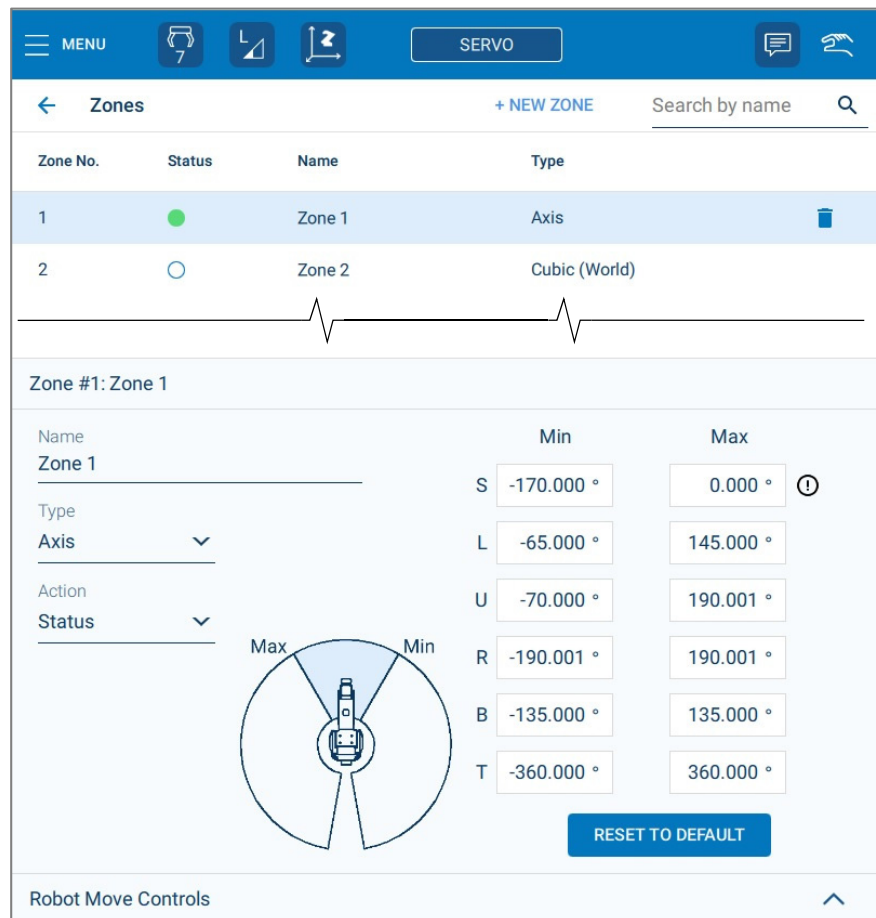 MENU
7
L
SERVO
Zones
+ NEW ZONE
Search by name
Zone No. Status Name Type
1 Zone 1 Axis
2 Zone 2 Cubic (World)
Zone #1: Zone 1
Name
Zone 1
Type
Axis
Action
Status
Max Min
Min Max
S -170.000 ° 0.000 °
L -65.000 ° 145.000 °
U -70.000 ° 190.001 °
R -190.001 ° 190.001 °
B -135.000 ° 135.000 °
T -360.000 ° 360.000 °
RESET TO DEFAULT
Robot Move Controls